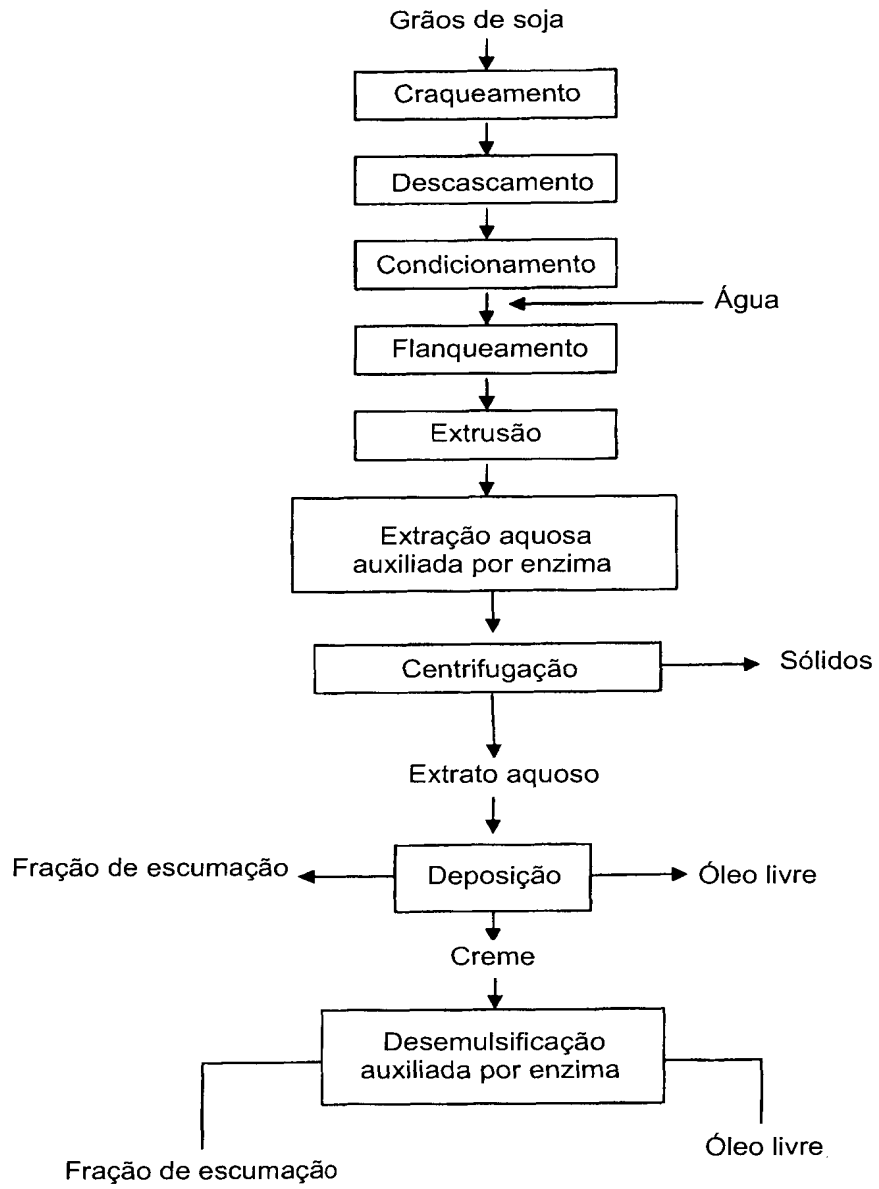 Grãos de soja
Craqueamento
Descascamento
Condicionamento
Água
Flanqueamento
Extrusão
Extração aquosa
auxiliada por enzima
Centrifugação
Sólidos
Extrato aquoso
Fração de escumação
Deposição
Óleo livre
Creme
Desemulsificação
auxiliada por enzima
Fração de escumação
Óleo livre